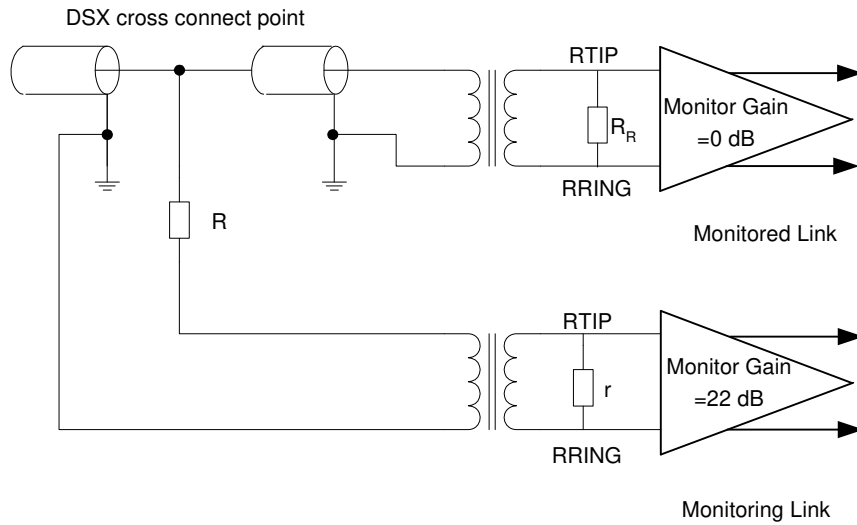 DSX cross connect point
RTIP
Monitor Gain
=0 dB
R_R
RRING
R
Monitored Link
RTIP
Monitor Gain
=22 dB
r
RRING
Monitoring Link